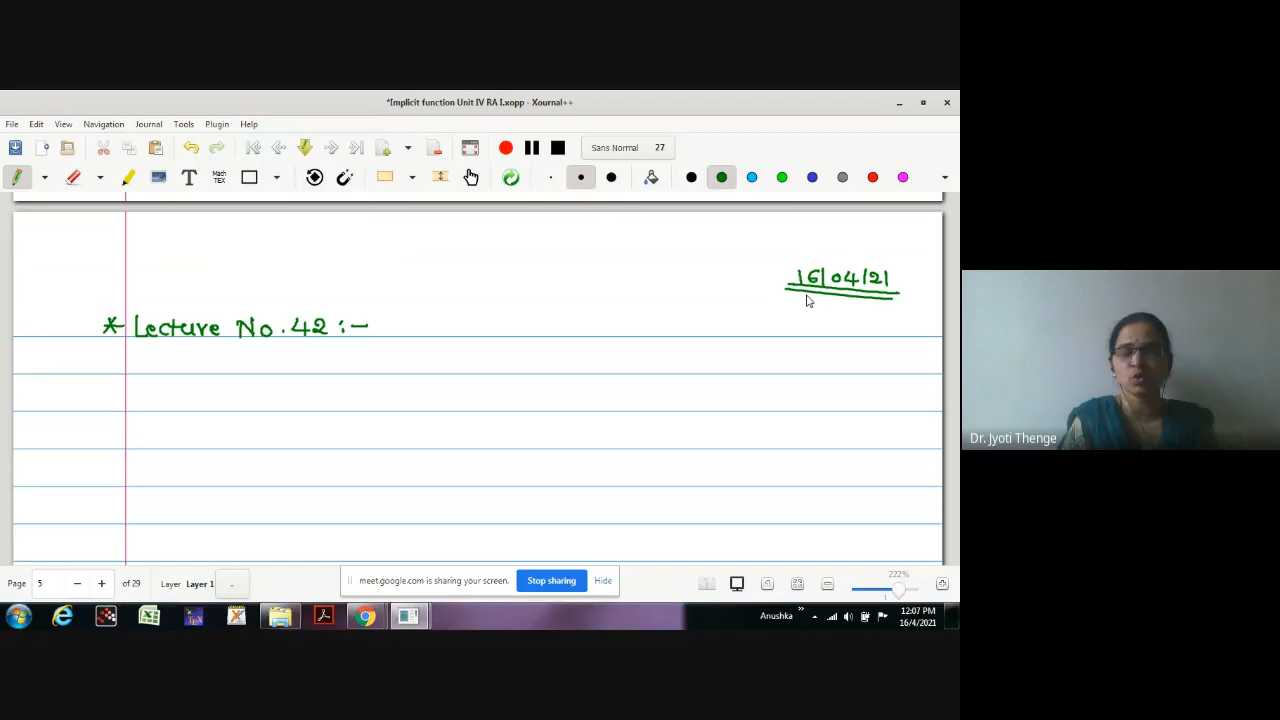 *Implicit function Unit IV RA I.xopp - Xournal++
File Edit View Navigation Journal Tools Plugin Help
Sans Normal 27
Math
TEX
16/04/21
* Lecture No. 42 :-
Dr. Jyoti Thenge
Page 5 of 29 Layer Layer 1
meet.google.com is sharing your screen. Stop sharing Hide
222%
Anushka
12:07 PM
16/4/2021